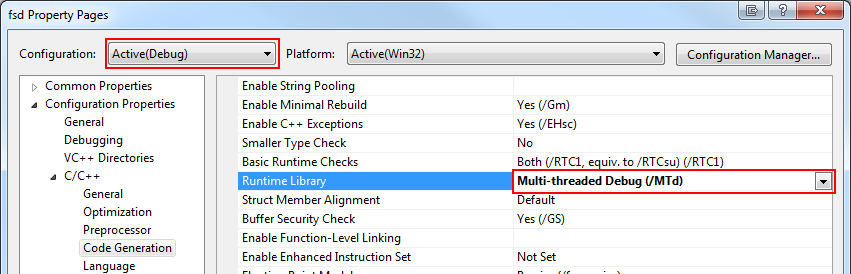 fsd Property Pages
Configuration: Active(Debug) Platform: Active(Win32) Configuration Manager...
Common Properties
Configuration Properties
General
Debugging
VC++ Directories
C/C++
General
Optimization
Preprocessor
Code Generation
Language
Enable String Pooling
Enable Minimal Rebuild Yes (/Gm)
Enable C++ Exceptions Yes (/EHsc)
Smaller Type Check No
Basic Runtime Checks Both (/RTC1, equiv. to /RTCsu) (/RTC1)
Runtime Library Multi-threaded Debug (/MTd)
Struct Member Alignment Default
Buffer Security Check Yes (/GS)
Enable Function-Level Linking
Enable Enhanced Instruction Set Not Set